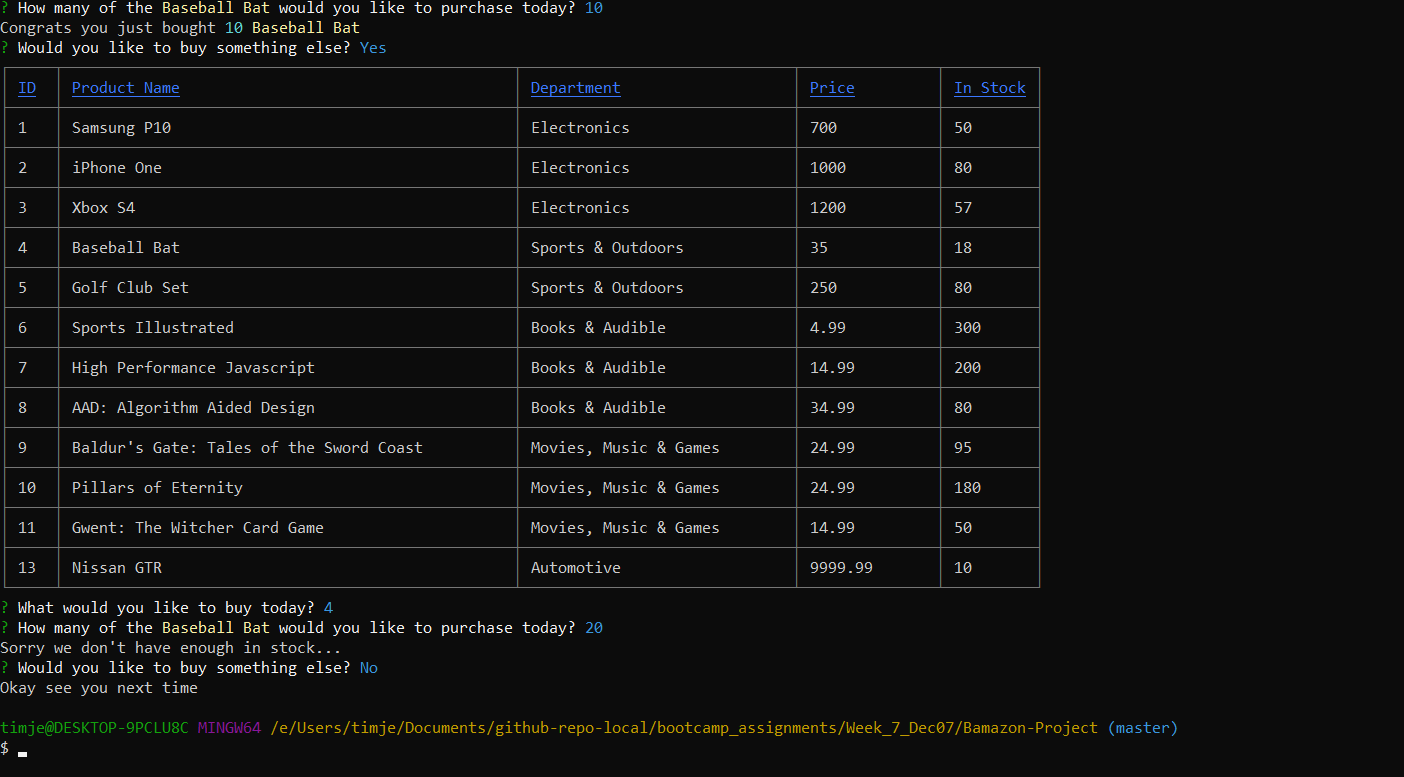 ? How many of the Baseball Bat would you like to purchase today? 10
Congrats you just bought 10 Baseball Bat
? Would you like to buy something else? Yes
ID Product Name Department Price In Stock
1 Samsung P10 Electronics 700 50
2 iPhone One Electronics 1000 80
3 Xbox S4 Electronics 1200 57
4 Baseball Bat Sports & Outdoors 35 18
5 Golf Club Set Sports & Outdoors 250 80
6 Sports Illustrated Books & Audible 4.99 300
7 High Performance Javascript Books & Audible 14.99 200
8 AAD: Algorithm Aided Design Books & Audible 34.99 80
9 Baldur's Gate: Tales of the Sword Coast Movies, Music & Games 24.99 95
10 Pillars of Eternity Movies, Music & Games 24.99 180
11 Gwent: The Witcher Card Game Movies, Music & Games 14.99 50
13 Nissan GTR Automotive 9999.99 10
? What would you like to buy today? 4
? How many of the Baseball Bat would you like to purchase today? 20
Sorry we don't have enough in stock...
? Would you like to buy something else? No
Okay see you next time
timje@DESKTOP-9PCLU8C MINGW64 /e/Users/timje/Documents/github-repo-local/bootcamp_assignments/Week_7_Dec07/Bamazon-Project (master)
$